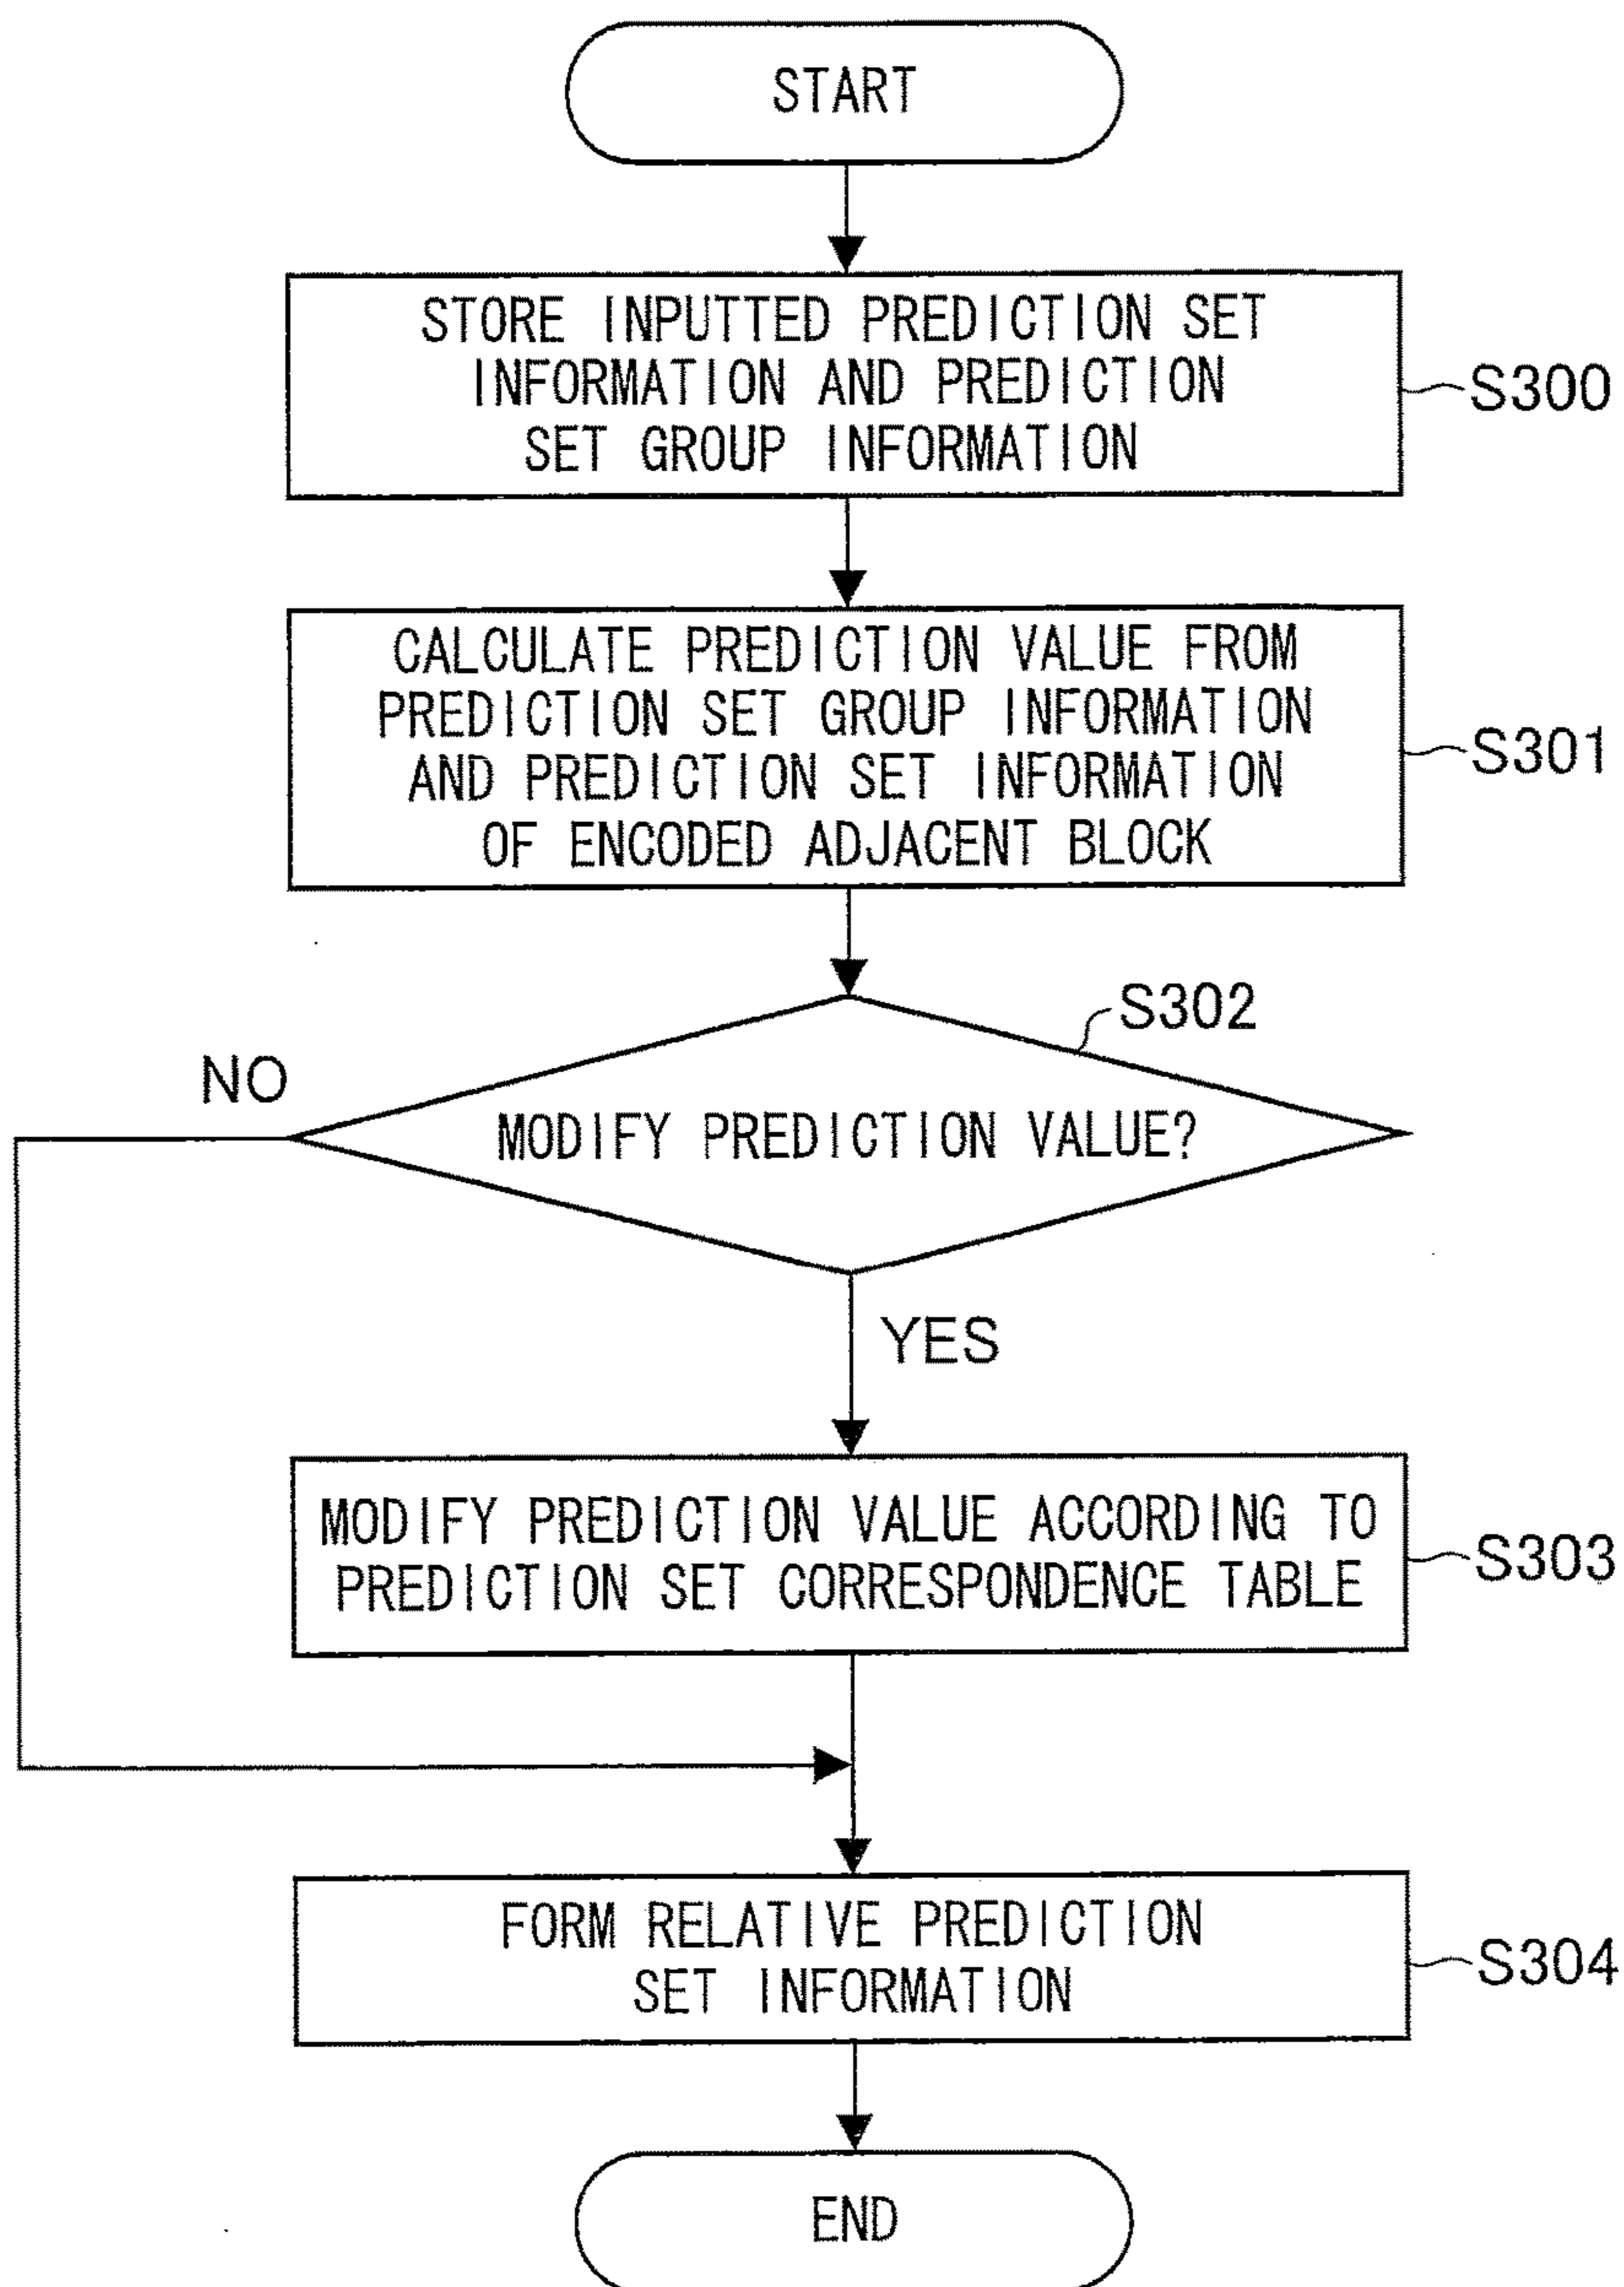 START
STORE INPUTTED PREDICTION SET
INFORMATION AND PREDICTION
SET GROUP INFORMATION
S300
CALCULATE PREDICTION VALUE FROM
PREDICTION SET GROUP INFORMATION
AND PREDICTION SET INFORMATION
OF ENCODED ADJACENT BLOCK
S301
S302
NO
MODIFY PREDICTION VALUE?
YES
MODIFY PREDICTION VALUE ACCORDING TO
PREDICTION SET CORRESPONDENCE TABLE
S303
FORM RELATIVE PREDICTION
SET INFORMATION
S304
END